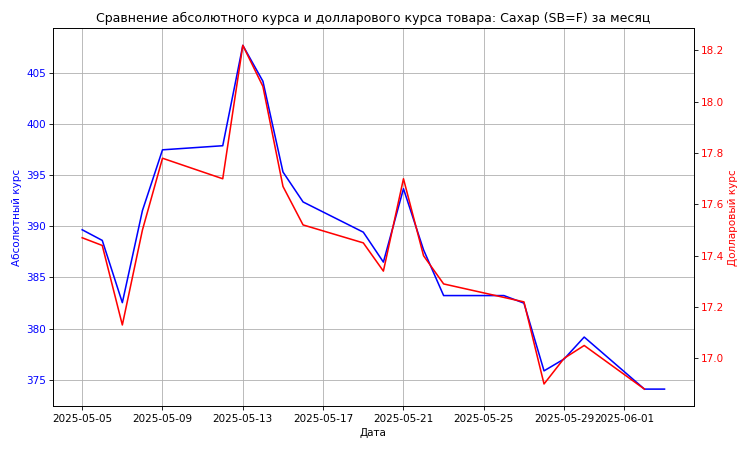 Сравнение абсолютного курса и долларового курса товара: Сахар (SB=F) за месяц
Абсолютный курс
405
400
395
390
385
380
375
18.2
18.0
17.8
17.6
17.4
17.2
17.0
Долларовый курс
2025-05-05 2025-05-09 2025-05-13 2025-05-17 2025-05-21 2025-05-25 2025-05-29 2025-06-01
Дата